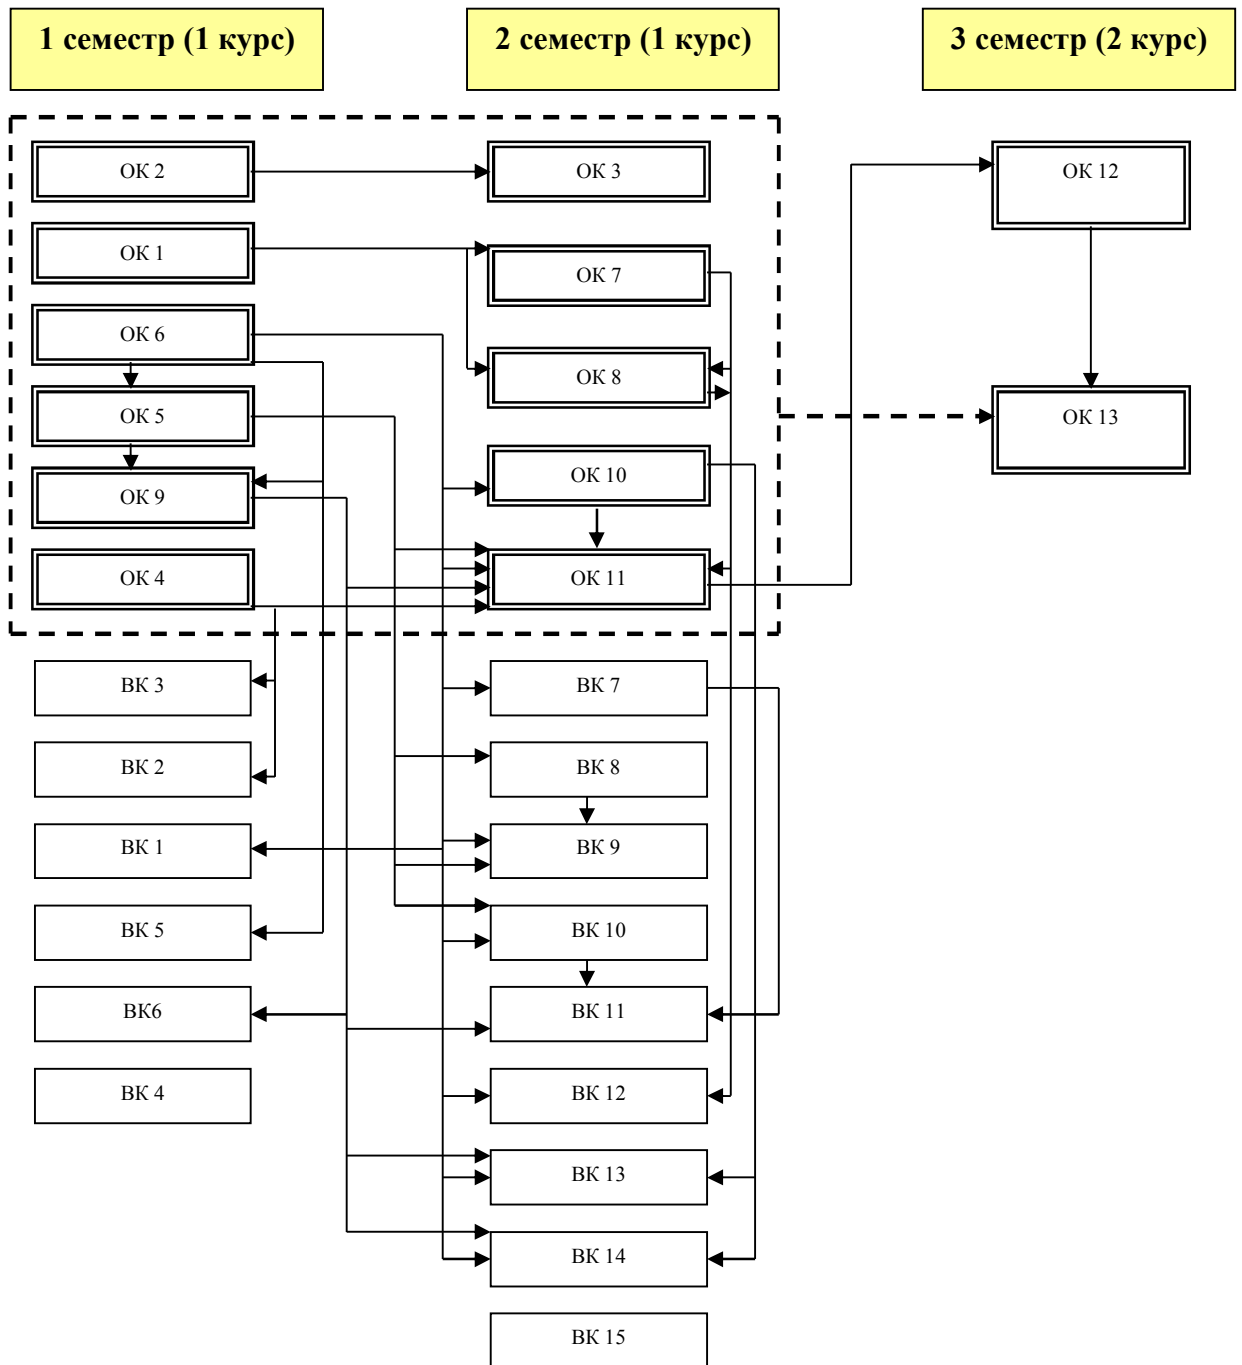 1 семестр (1 курс)
2 семестр (1 курс)
3 семестр (2 курс)
ОК 2
ОК 3
ОК 12
ОК 1
ОК 7
ОК 6
ОК 8
ОК 5
ОК 13
ОК 10
ОК 9
ОК 4
ОК 11
ВК 3
ВК 7
ВК 2
ВК 8
ВК 1
ВК 9
ВК 5
ВК 10
ВК6
ВК 11
ВК 4
ВК 12
ВК 13
ВК 14
ВК 15